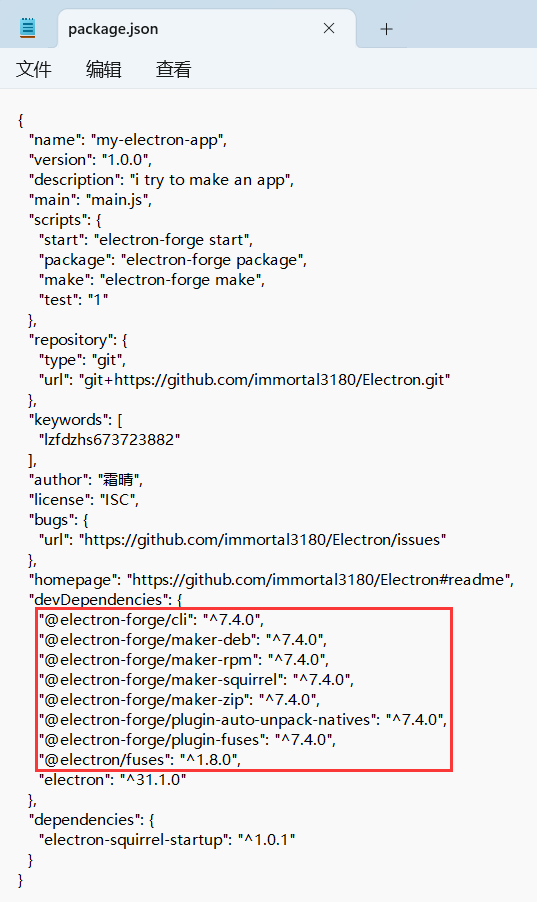 package.json
文件 编辑 查看
{
"name": "my-electron-app",
"version": "1.0.0",
"description": "i try to make an app",
"main": "main.js",
"scripts": {
"start": "electron-forge start",
"package": "electron-forge package",
"make": "electron-forge make",
"test": "1"
},
"repository": {
"type": "git",
"url": "git+https://github.com/immortal3180/Electron.git"
},
"keywords": [
"lzfdzhs673723882"
],
"author": "霜晴",
"license": "ISC",
"bugs": {
"url": "https://github.com/immortal3180/Electron/issues"
},
"homepage": "https://github.com/immortal3180/Electron#readme",
"devDependencies": {
"@electron-forge/cli": "^7.4.0",
"@electron-forge/maker-deb": "^7.4.0",
"@electron-forge/maker-rpm": "^7.4.0",
"@electron-forge/maker-squirrel": "^7.4.0",
"@electron-forge/maker-zip": "^7.4.0",
"@electron-forge/plugin-auto-unpack-natives": "^7.4.0",
"@electron-forge/plugin-fuses": "^7.4.0",
"@electron/fuses": "^1.8.0",
"electron": "^31.1.0"
},
"dependencies": {
"electron-squirrel-startup": "^1.0.1"
}
}